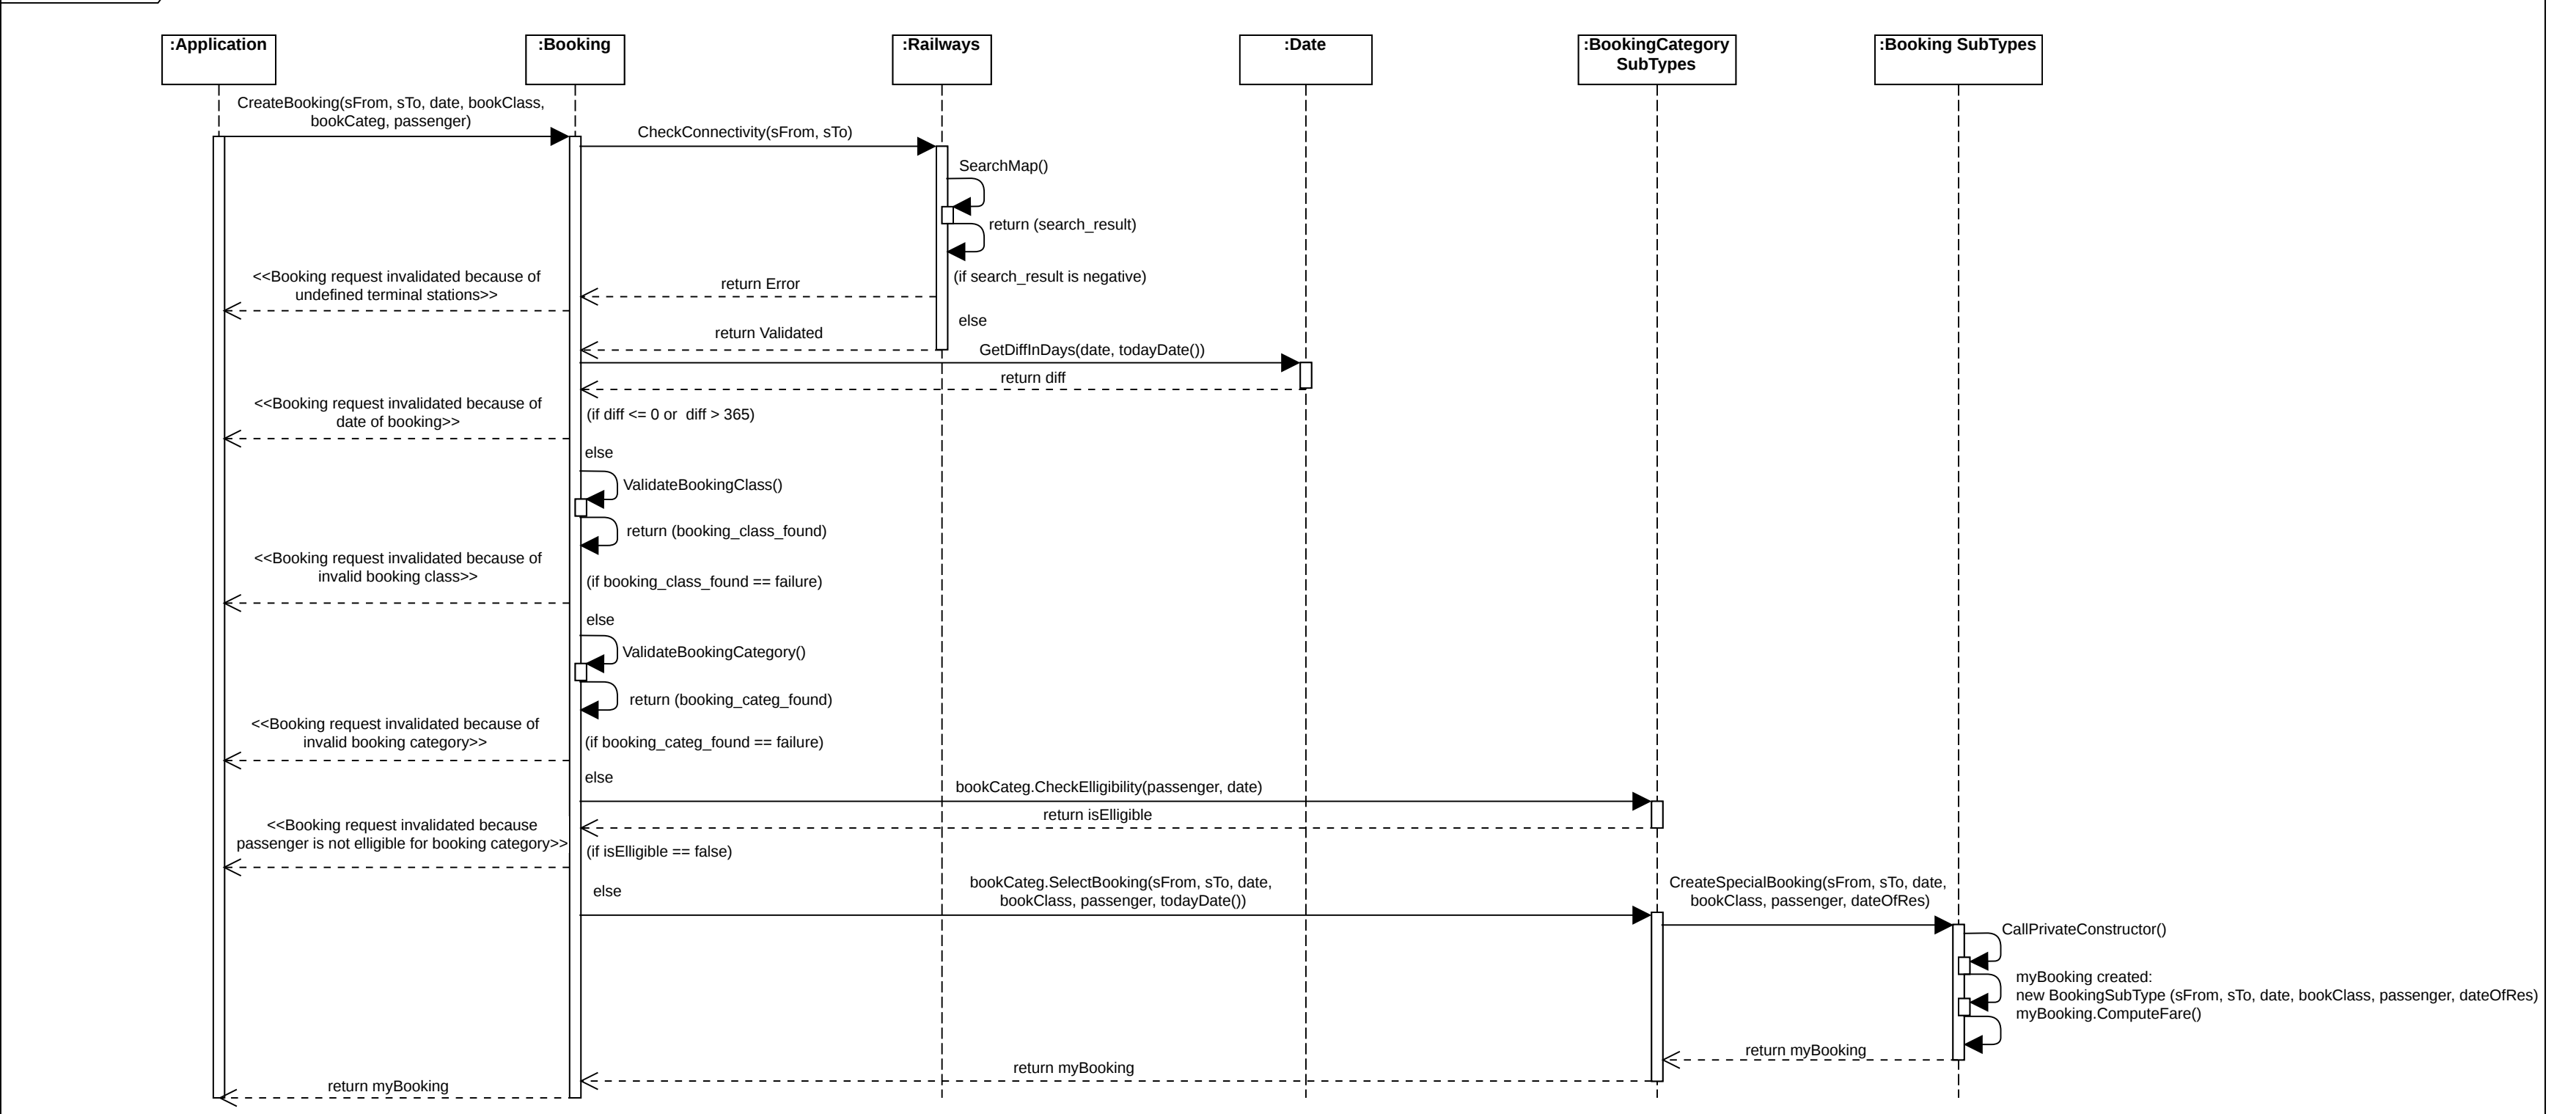 :Application
:Booking
:Railways
:Date
:BookingCategory
SubTypes
:Booking SubTypes
CreateBooking(sFrom, sTo, date, bookClass,
bookCateg, passenger)
CheckConnectivity(sFrom, sTo)
SearchMap()
return (search_result)
(if search_result is negative)
return Error
<<Booking request invalidated because of
undefined terminal stations>>
else
return Validated
GetDiffInDays(date, todayDate())
return diff
<<Booking request invalidated because of
date of booking>>
(if diff <= 0 or  diff > 365)
else
ValidateBookingClass()
return (booking_class_found)
<<Booking request invalidated because of
invalid booking class>>
(if booking_class_found == failure)
else
ValidateBookingCategory()
return (booking_categ_found)
<<Booking request invalidated because of
invalid booking category>>
(if booking_categ_found == failure)
else
bookCateg.CheckElligibility(passenger, date)
return isElligible
<<Booking request invalidated because
passenger is not elligible for booking category>>
(if isElligible == false)
else
bookCateg.SelectBooking(sFrom, sTo, date,
bookClass, passenger, todayDate())
CreateSpecialBooking(sFrom, sTo, date,
bookClass, passenger, dateOfRes)
CallPrivateConstructor()
myBooking created:
new BookingSubType (sFrom, sTo, date, bookClass, passenger, dateOfRes)
myBooking.ComputeFare()
return myBooking
return myBooking
return myBooking